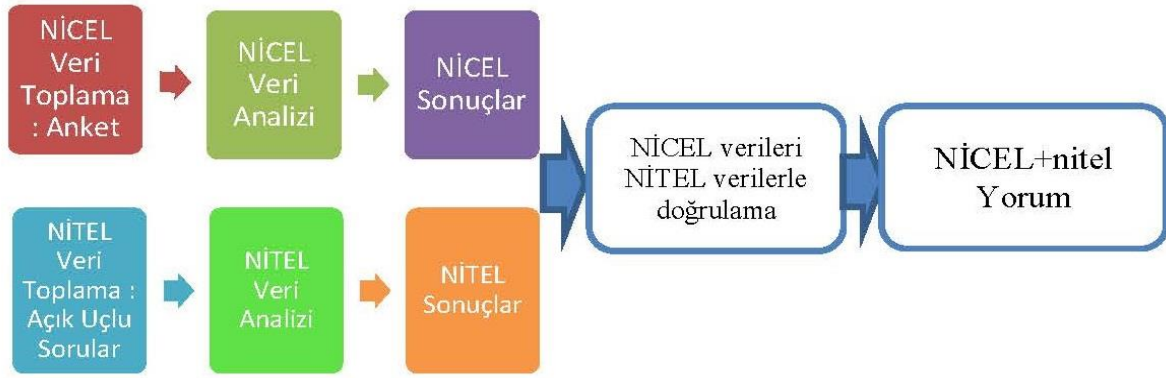 NİCEL
Veri
Toplama
: Anket
NİCEL
Veri
Analizi
NİCEL
Sonuçlar
NİTEL
Veri
Toplama :
Açık Uçlu
Sorular
NİTEL
Veri
Analizi
NİTEL
Sonuçlar
NİCEL verileri
NİTEL verilerle
doğrulama
NİCEL+nitel
Yorum